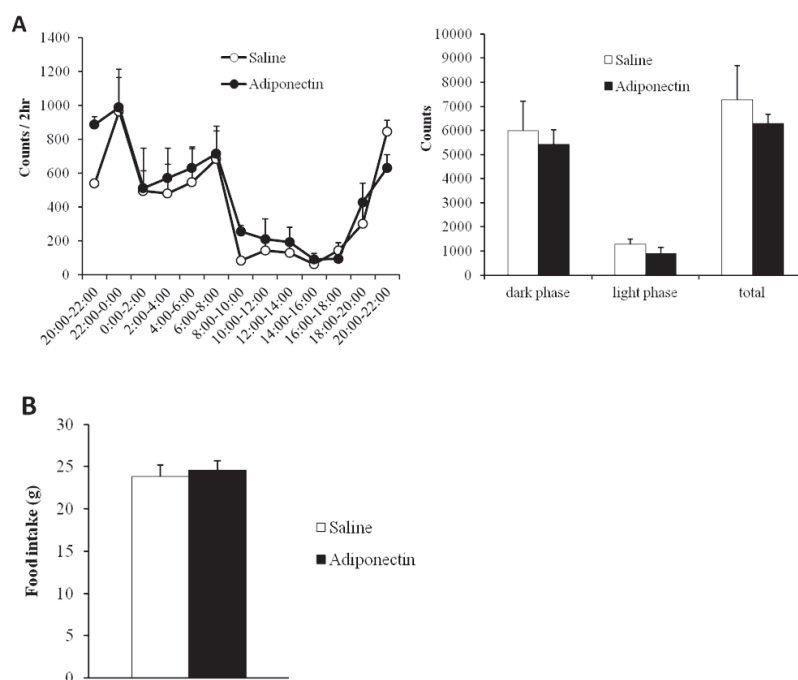 A
1400
1200
1000
800
600
400
200
0
Counts / 2hr
Saline
Adiponectin
20:00-22:00
22:00-0:00
0:00-2:00
2:00-4:00
4:00-6:00
6:00-8:00
8:00-10:00
10:00-12:00
12:00-14:00
14:00-16:00
16:00-18:00
18:00-20:00
20:00-22:00
10000
9000
8000
7000
6000
5000
4000
3000
2000
1000
0
Counts
Saline
Adiponectin
dark phase
light phase
total
B
30
25
20
15
10
5
0
Food intake (g)
Saline
Adiponectin